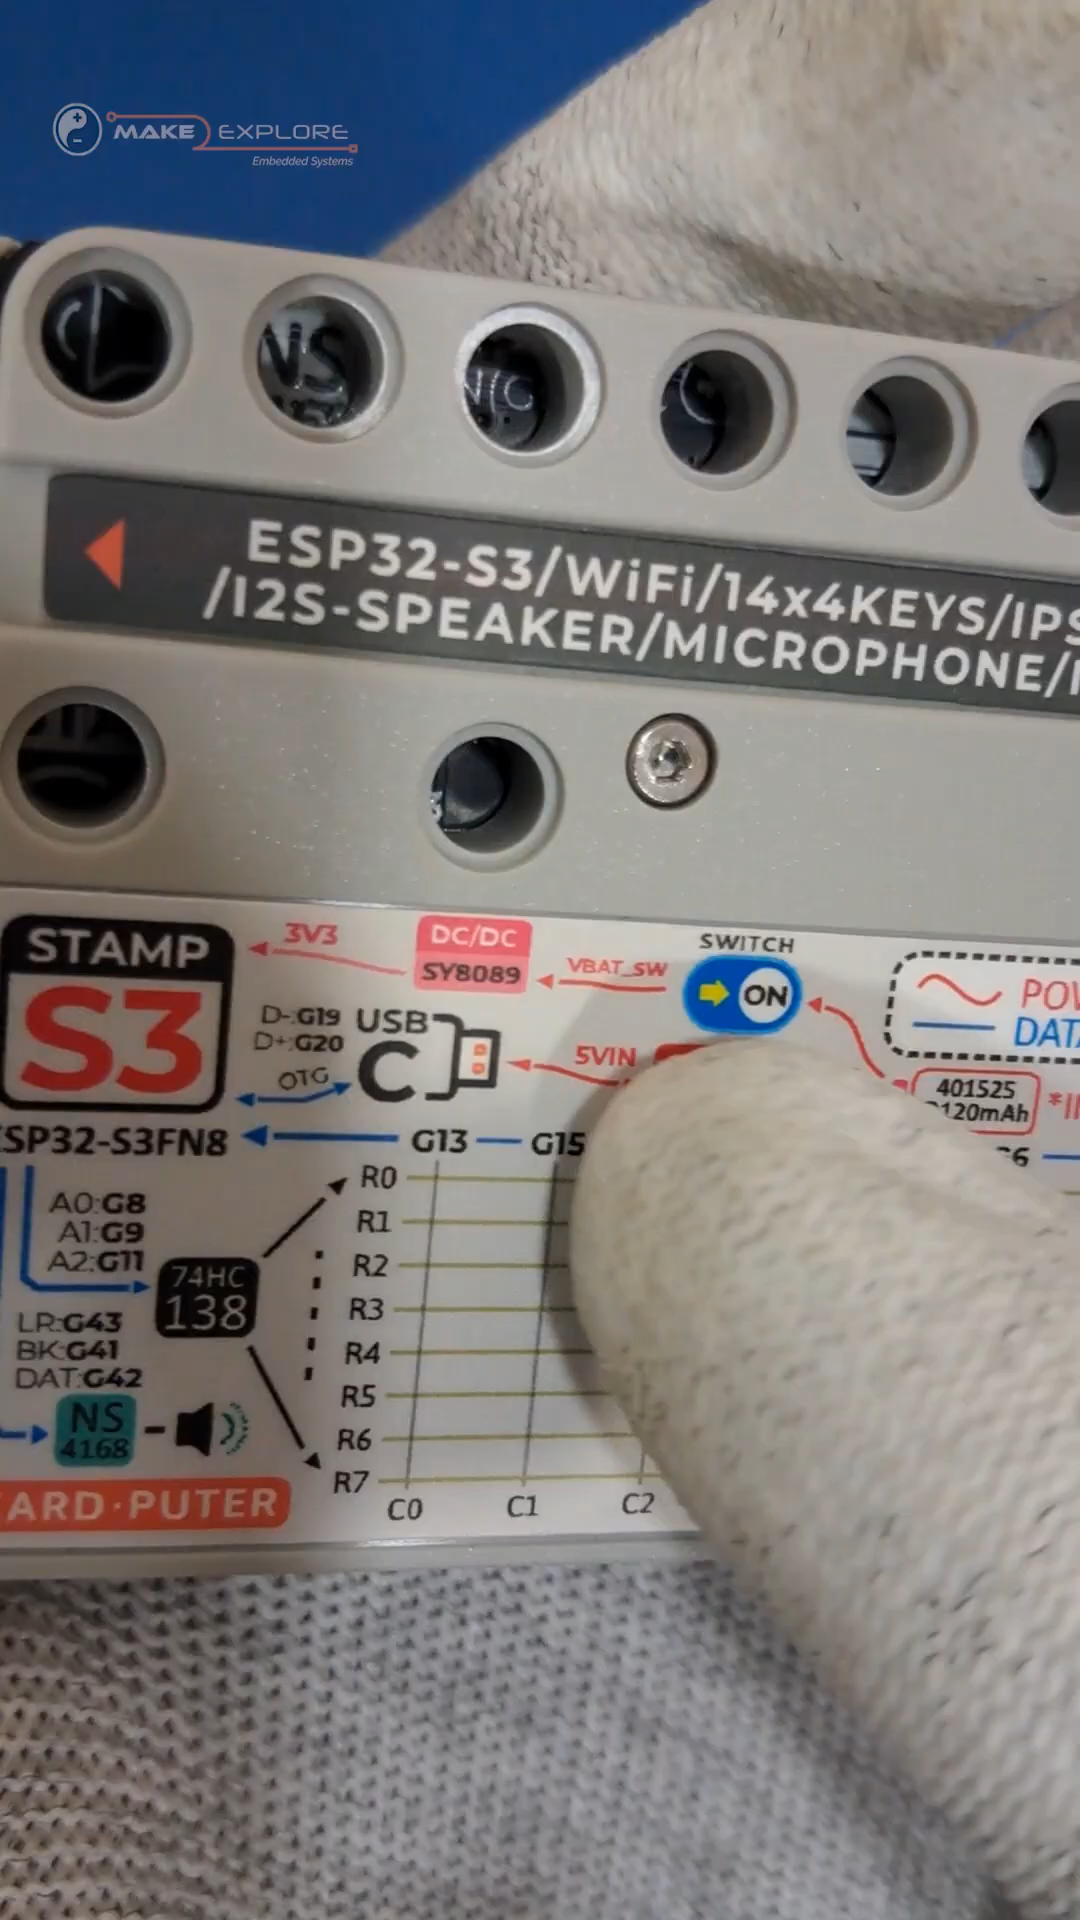 MAKE EXPLORE
Embedded Systems
NS
NIC
ESP32-S3/WiFi/14x4KEYS/IPS
/I2S-SPEAKER/MICROPHONE/
STAMP
S3
3V3
DC/DC
SY8089
VBAT_SW
SWITCH
ON
D-:G19
D+:G20
OTG
USB
C
5VIN
401525
120mAh
ESP32-S3FN8
G13
G15
A0:G8
A1:G9
A2:G11
74HC
138
LR:G43
BK:G41
DAT:G42
NS
4168
R0
R1
R2
R3
R4
R5
R6
R7
C0
C1
C2
ARD·PUTER